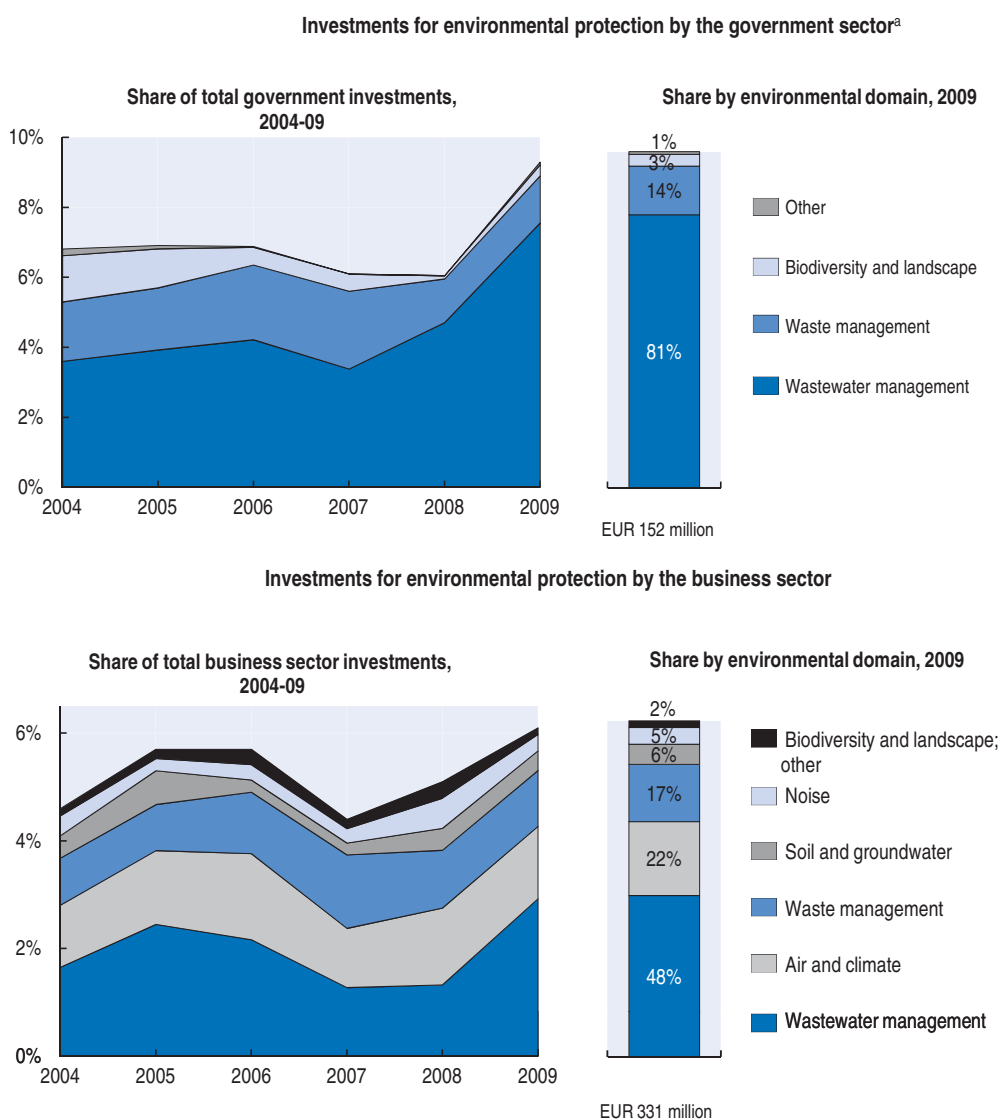 Investments for environmental protection by the government sectorᵃ
Share of total government investments,
2004-09
10%
8%
6%
4%
2%
0%
2004 2005 2006 2007 2008 2009
Share by environmental domain, 2009
1%
3%
14%
81%
EUR 152 million
Other
Biodiversity and landscape
Waste management
Wastewater management
Investments for environmental protection by the business sector
Share of total business sector investments,
2004-09
6%
4%
2%
0%
2004 2005 2006 2007 2008 2009
Share by environmental domain, 2009
2%
5%
6%
17%
22%
48%
EUR 331 million
Biodiversity and landscape;
other
Noise
Soil and groundwater
Waste management
Air and climate
Wastewater management